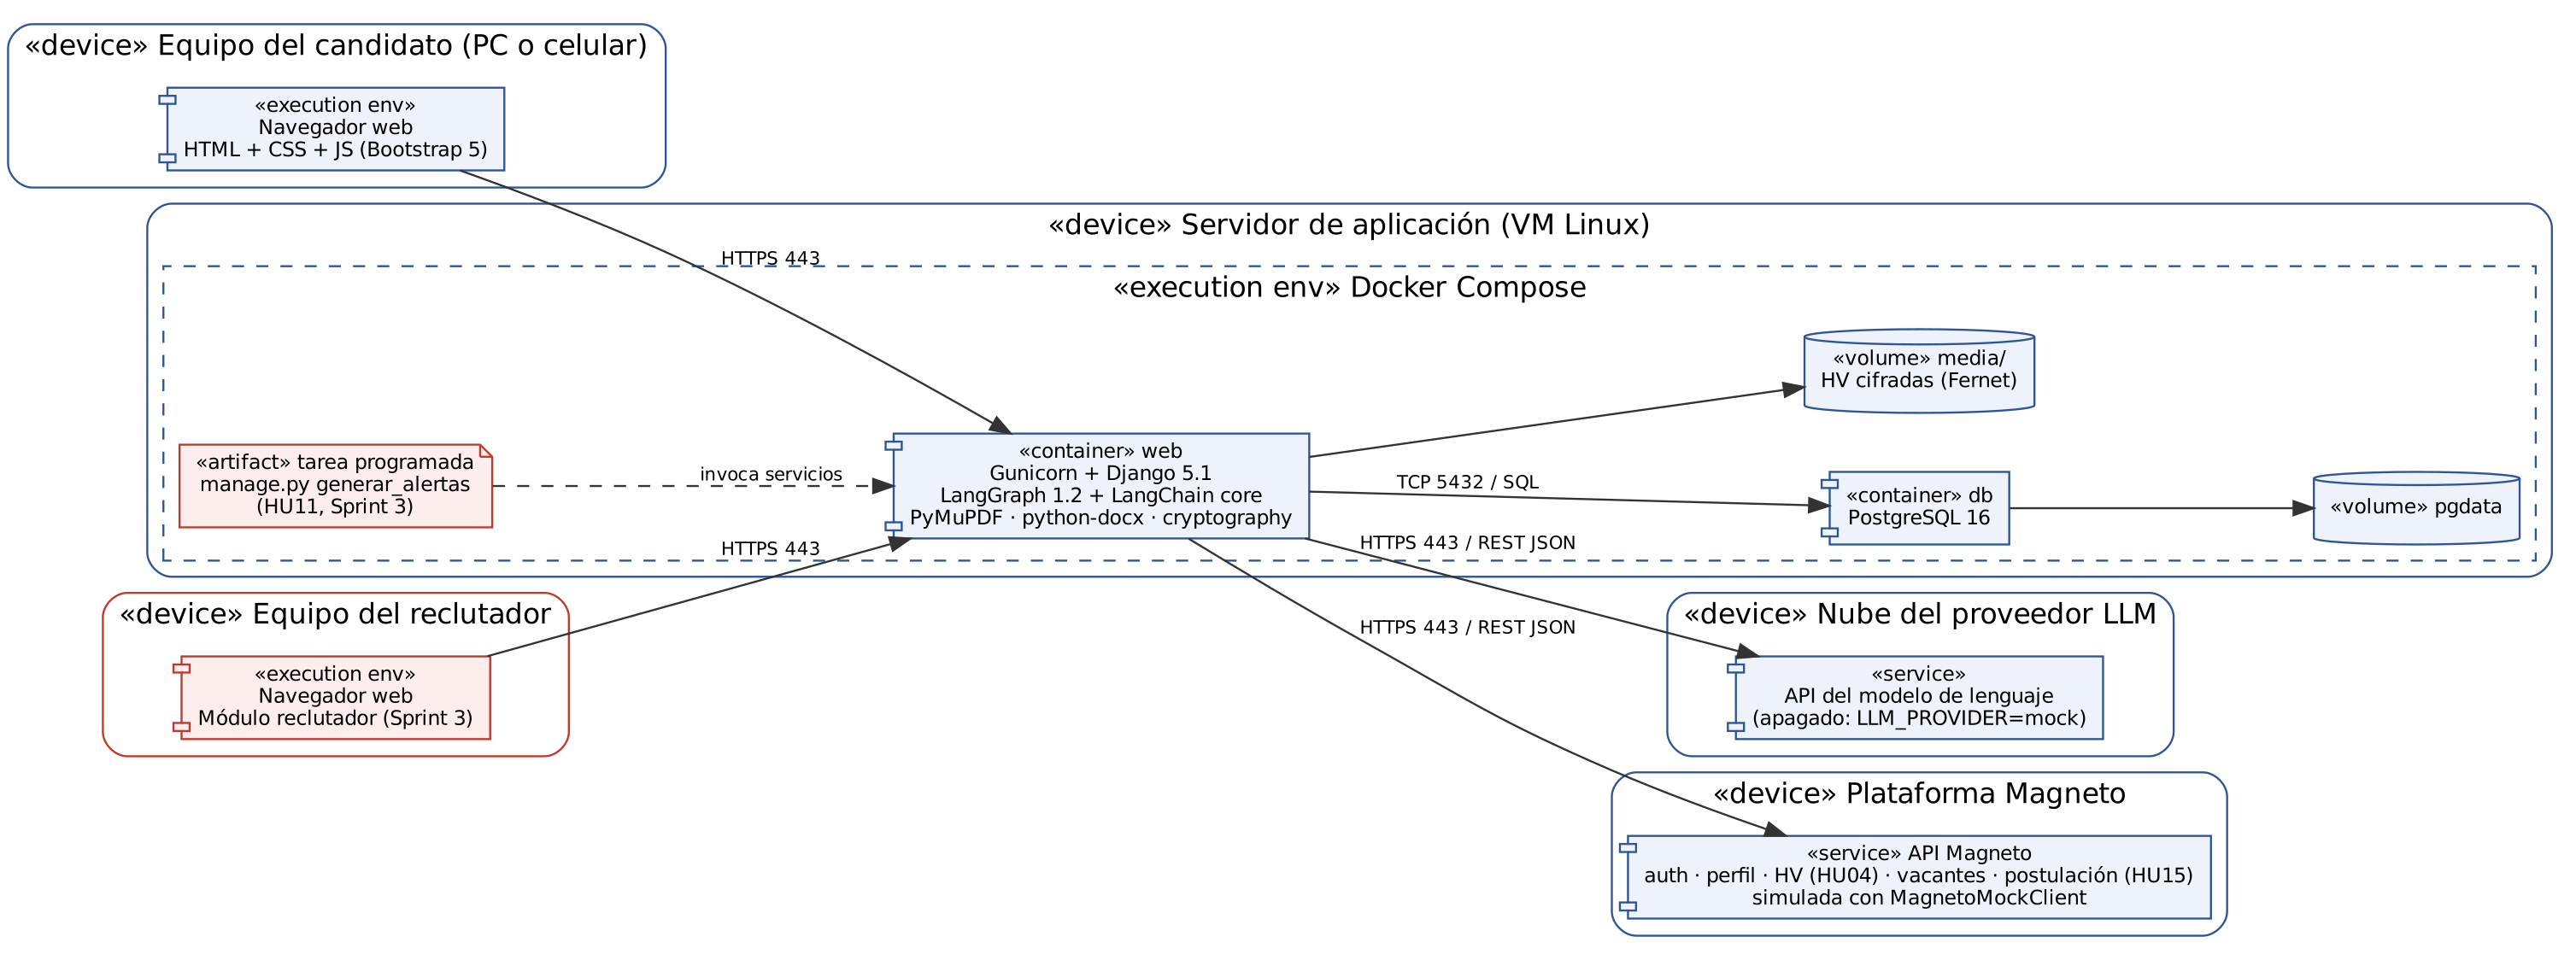 «device» Equipo del candidato (PC o celular)
«execution env»
Navegador web
HTML + CSS + JS (Bootstrap 5)
«device» Servidor de aplicación (VM Linux)
HTTPS 443
«execution env» Docker Compose
«volume» media/
HV cifradas (Fernet)
«artifact» tarea programada
manage.py generar_alertas
(HU11, Sprint 3)
invoca servicios
«container» web
Gunicorn + Django 5.1
LangGraph 1.2 + LangChain core
PyMuPDF · python-docx · cryptography
TCP 5432 / SQL
«container» db
PostgreSQL 16
«volume» pgdata
HTTPS 443
HTTPS 443 / REST JSON
«device» Equipo del reclutador
«execution env»
Navegador web
Módulo reclutador (Sprint 3)
HTTPS 443 / REST JSON
«device» Nube del proveedor LLM
«service»
API del modelo de lenguaje
(apagado: LLM_PROVIDER=mock)
«device» Plataforma Magneto
«service» API Magneto
auth · perfil · HV (HU04) · vacantes · postulación (HU15)
simulada con MagnetoMockClient